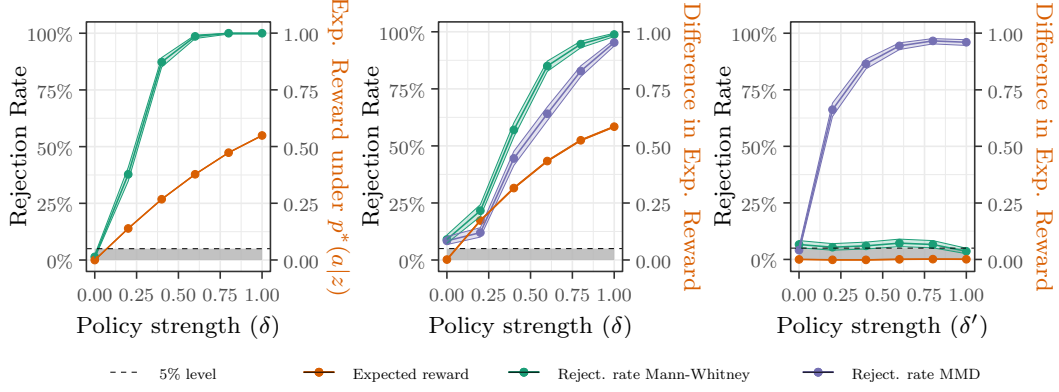 100%
75%
50%
25%
0%
Rejection Rate
1.00
0.75
0.50
0.25
0.00
Exp. Reward under p*(a|z)
0.00 0.25 0.50 0.75 1.00
Policy strength (δ)
100%
75%
50%
25%
0%
Rejection Rate
1.00
0.75
0.50
0.25
0.00
Difference in Exp. Reward
0.00 0.25 0.50 0.75 1.00
Policy strength (δ)
100%
75%
50%
25%
0%
Rejection Rate
1.00
0.75
0.50
0.25
0.00
Difference in Exp. Reward
0.00 0.25 0.50 0.75 1.00
Policy strength (δ′)
5% level Expected reward Reject. rate Mann-Whitney Reject. rate MMD